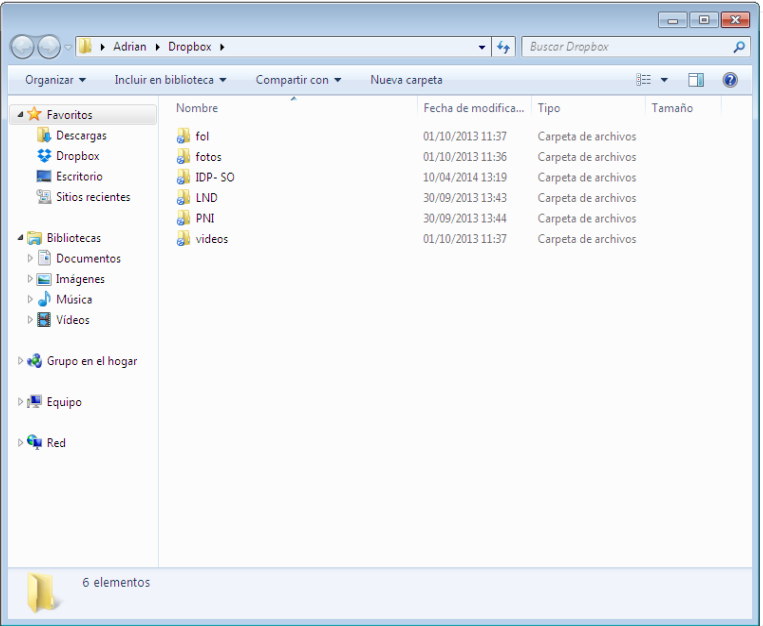 Adrian Dropbox Buscar Dropbox
Organizar Incluir en biblioteca Compartir con Nueva carpeta
Favoritos
Descargas
Dropbox
Escritorio
Sitios recientes
Bibliotecas
Documentos
Imágenes
Música
Vídeos
Grupo en el hogar
Equipo
Red
Nombre Fecha de modifica... Tipo Tamaño
fol 01/10/2013 11:37 Carpeta de archivos
fotos 01/10/2013 11:36 Carpeta de archivos
IDP- SO 10/04/2014 13:19 Carpeta de archivos
LND 30/09/2013 13:43 Carpeta de archivos
PNI 30/09/2013 13:44 Carpeta de archivos
videos 01/10/2013 11:37 Carpeta de archivos
6 elementos